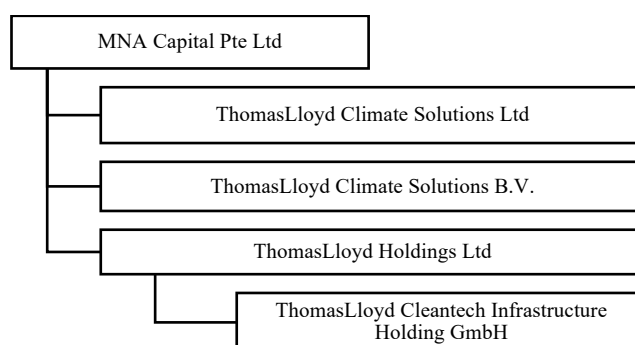 MNA Capital Pte Ltd
ThomasLloyd Climate Solutions Ltd
ThomasLloyd Climate Solutions B.V.
ThomasLloyd Holdings Ltd
ThomasLloyd Cleantech Infrastructure
Holding GmbH